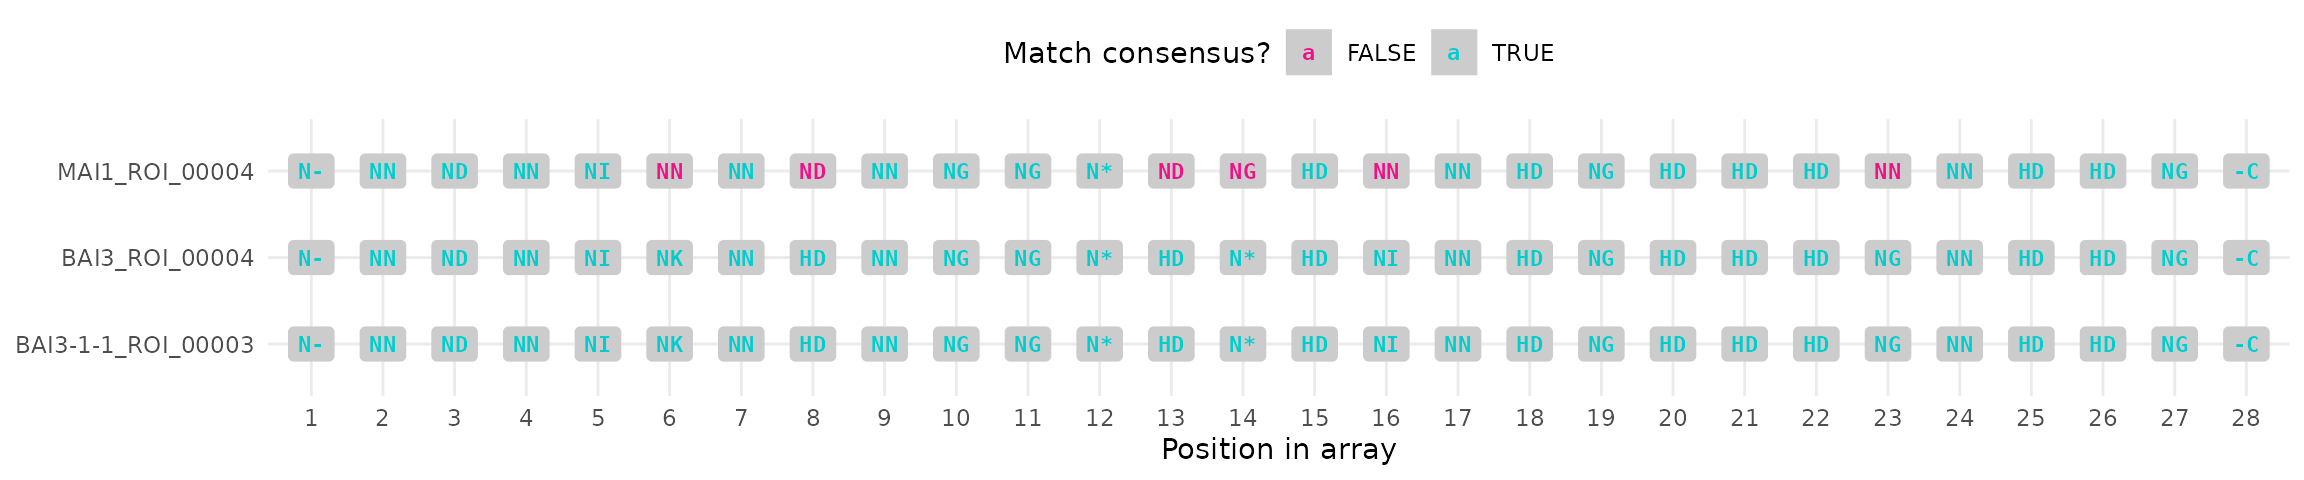 Match consensus? a FALSE a TRUE
MAI1_ROI_00004 N- NN ND NN NI NN NN ND NN NG NG N* ND NG HD NN NN HD NG HD HD HD NN NN HD HD NG -C
BAI3_ROI_00004 N- NN ND NN NI NK NN HD NN NG NG N* HD N* HD NI NN HD NG HD HD HD NG NN HD HD NG -C
BAI3-1-1_ROI_00003 N- NN ND NN NI NK NN HD NN NG NG N* HD N* HD NI NN HD NG HD HD HD NG NN HD HD NG -C
1 2 3 4 5 6 7 8 9 10 11 12 13 14 15 16 17 18 19 20 21 22 23 24 25 26 27 28
Position in array